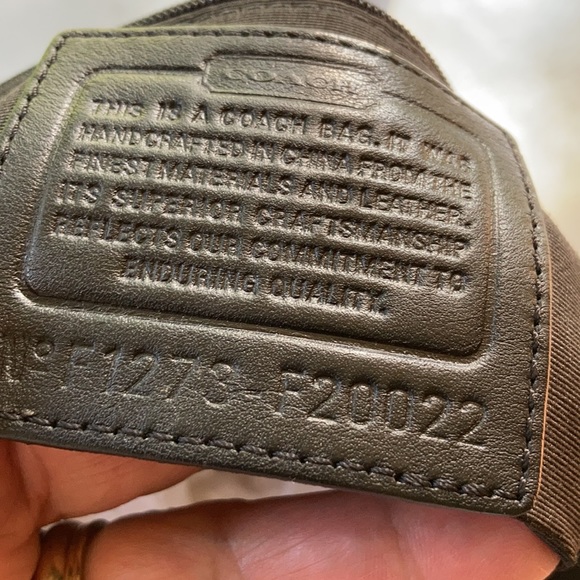 COACH
THIS IS A COACH BAG. IT WAS
HANDCRAFTED IN CHINA FROM THE
FINEST MATERIALS AND LEATHER.
ITS SUPERIOR CRAFTSMANSHIP
REFLECTS OUR COMMITMENT TO
ENDURING QUALITY.
Nº F1273-F20022